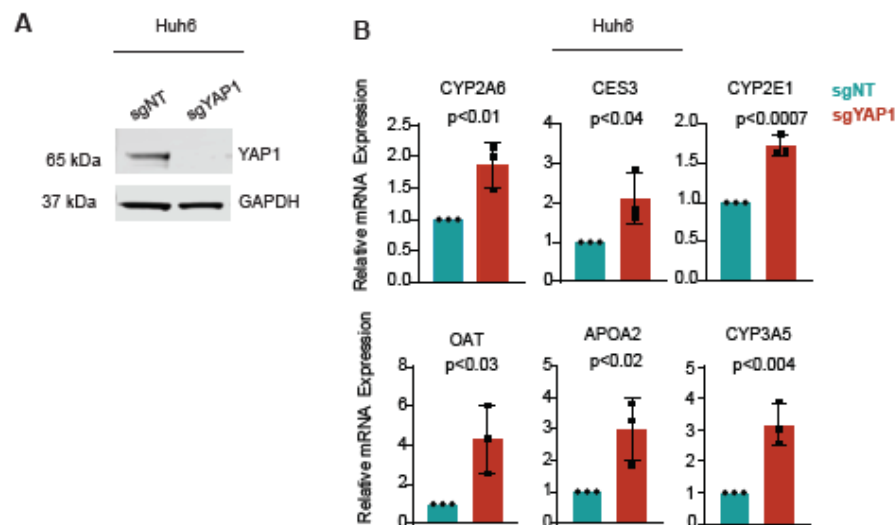 A
Huh6
sgNT
sgYAP1
65 kDa
YAP1
37 kDa
GAPDH
B
Huh6
sgNT
sgYAP1
Relative mRNA Expression
CYP2A6
p<0.01
2.5
2.0
1.5
1.0
0.5
0.0
CES3
p<0.04
4
3
2
1
0
CYP2E1
p<0.0007
2.0
1.5
1.0
0.5
0.0
Relative mRNA Expression
OAT
p<0.03
8
6
4
2
0
APOA2
p<0.02
5
4
3
2
1
0
CYP3A5
p<0.004
5
4
3
2
1
0